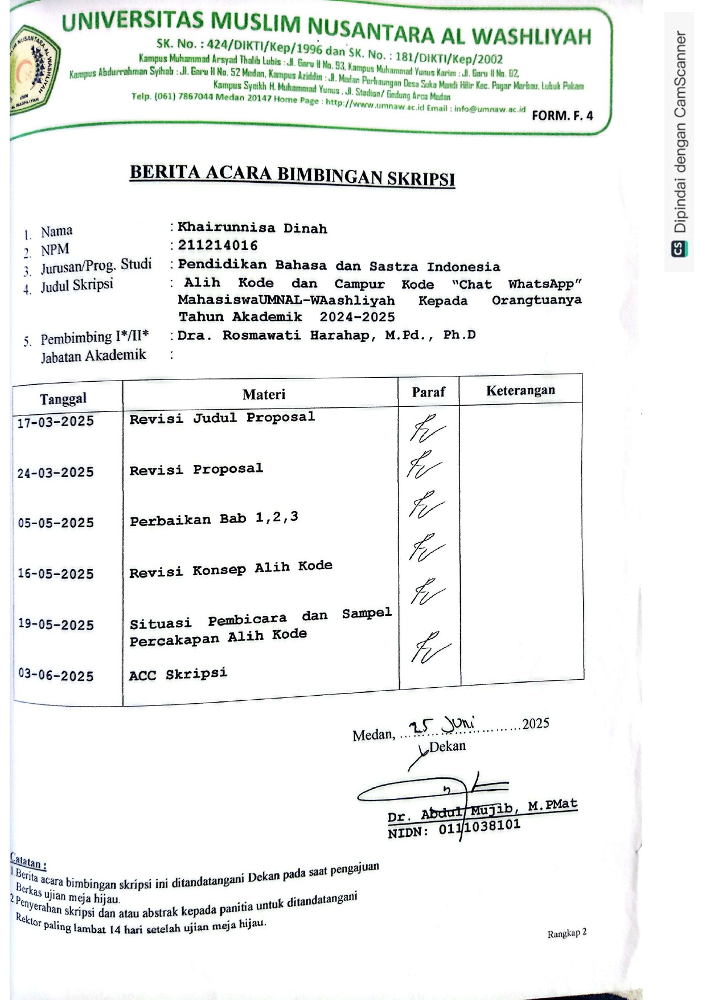 UNIVERSITAS MUSLIM NUSANTARA AL WASHLIYAH
SK. No. : 424/DIKTI/Kep/1996 dan SK. No. : 181/DIKTI/Kep/2002
Kampus Muhammad Arsyad Thalib Lubis : Jl. Garu II No. 93, Kampus Muhammad Yunus Karim : Jl. Garu II No. 02,
Kampus Abdurrahman Syihab : Jl. Garu II No. 52 Medan, Kampus Aziddin : Jl. Medan Perbaungan Desa Suka Mandi Hilir Kec. Pagar Merbau, Lubuk Pakam
Kampus Syeikh H. Muhammad Yunus , Jl. Stadion/ Gedung Arca Medan
Telp. (061) 7867044 Medan 20147 Home Page : http://www.umnaw.ac.id Email : info@umnaw.ac.id
FORM. F. 4
UMN
AL WASHLIYAH
BERITA ACARA BIMBINGAN SKRIPSI
1. Nama : Khairunnisa Dinah
2. NPM : 211214016
3. Jurusan/Prog. Studi : Pendidikan Bahasa dan Sastra Indonesia
4. Judul Skripsi : Alih Kode dan Campur Kode “Chat WhatsApp”
MahasiswaUMNAL-WAashliyah Kepada Orangtuanya
Tahun Akademik 2024-2025
5. Pembimbing I*/II* : Dra. Rosmawati Harahap, M.Pd., Ph.D
Jabatan Akademik :
Tanggal Materi Paraf Keterangan
17-03-2025 Revisi Judul Proposal
24-03-2025 Revisi Proposal
05-05-2025 Perbaikan Bab 1,2,3
16-05-2025 Revisi Konsep Alih Kode
19-05-2025 Situasi Pembicara dan Sampel
Percakapan Alih Kode
03-06-2025 ACC Skripsi
Medan, 25 Juni 2025
Dekan
Dr. Abdul Mujib, M.PMat
NIDN: 0111038101
Catatan :
1.Berita acara bimbingan skripsi ini ditandatangani Dekan pada saat pengajuan
Berkas ujian meja hijau.
2.Penyerahan skripsi dan atau abstrak kepada panitia untuk ditandatangani
Rektor paling lambat 14 hari setelah ujian meja hijau.
Rangkap 2
CS Dipindai dengan CamScanner